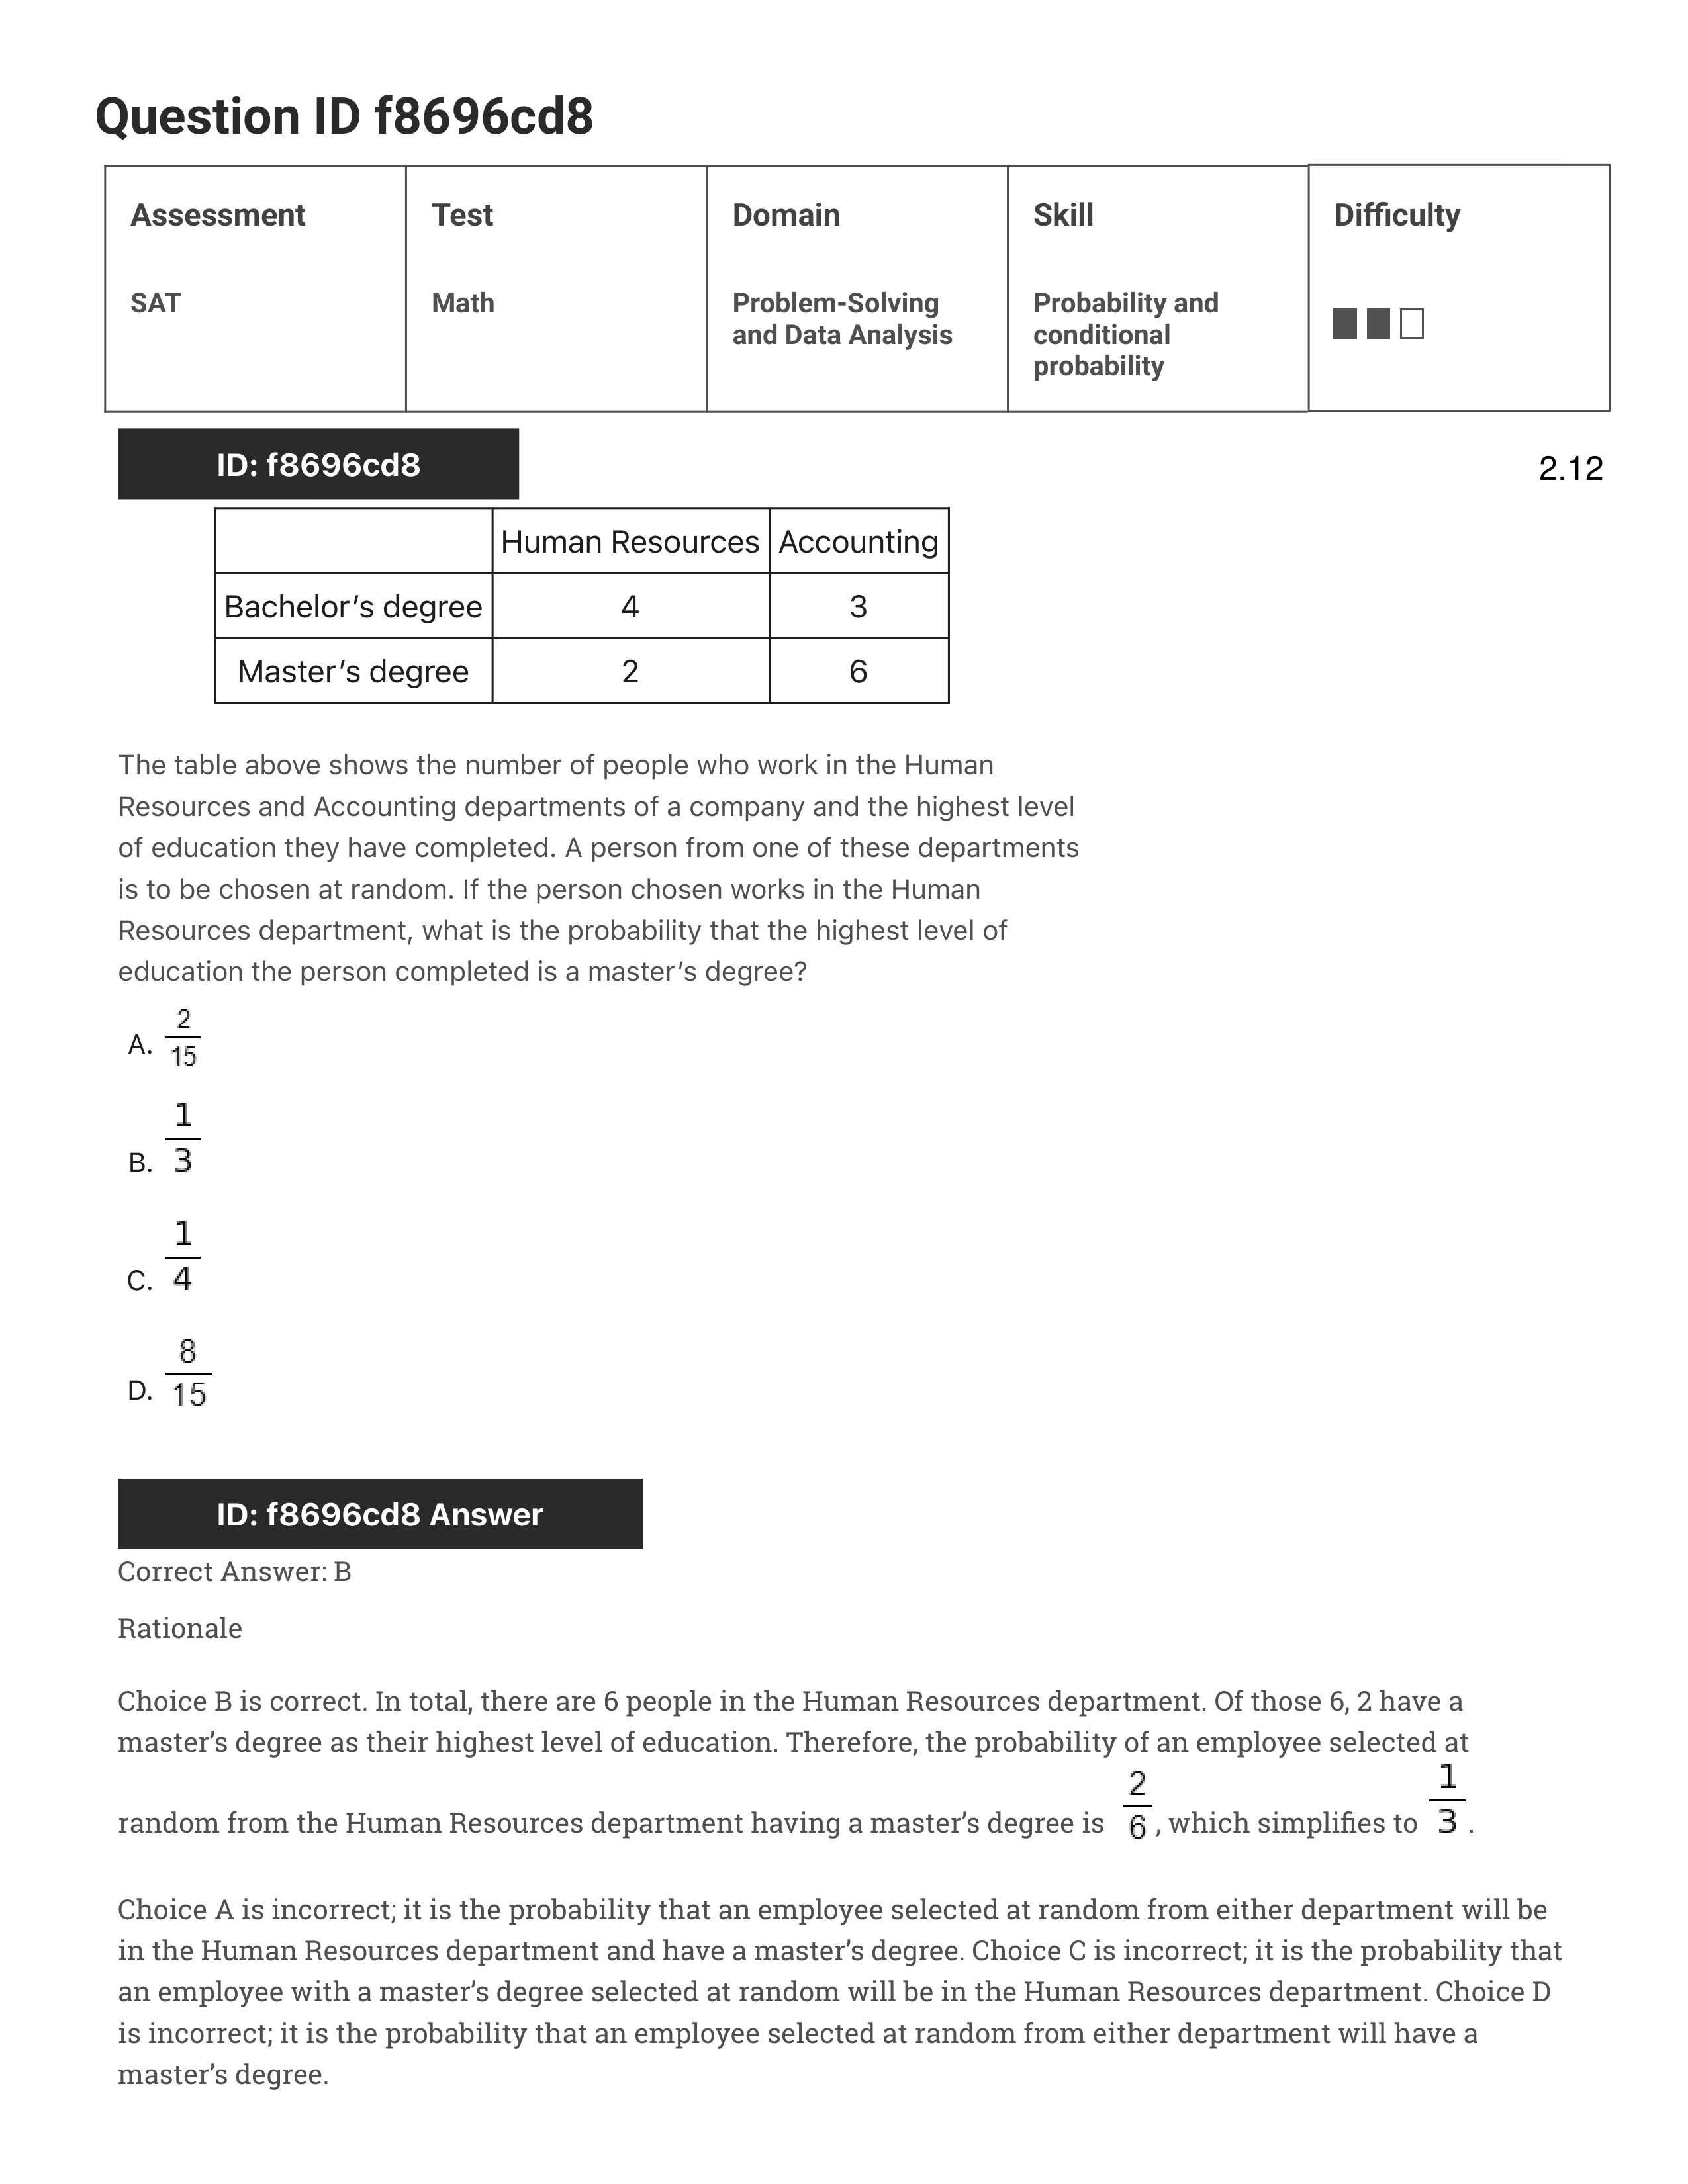 Question ID f8696cd8
Assessment Test Domain Skill Difficulty
SAT Math Problem-Solving and Data Analysis Probability and conditional probability
ID: f8696cd8 2.12
Human Resources Accounting
Bachelor's degree 4 3
Master's degree 2 6
The table above shows the number of people who work in the Human
Resources and Accounting departments of a company and the highest level
of education they have completed. A person from one of these departments
is to be chosen at random. If the person chosen works in the Human
Resources department, what is the probability that the highest level of
education the person completed is a master's degree?
A. 2/15
B. 1/3
C. 1/4
D. 8/15
ID: f8696cd8 Answer
Correct Answer: B
Rationale
Choice B is correct. In total, there are 6 people in the Human Resources department. Of those 6, 2 have a
master's degree as their highest level of education. Therefore, the probability of an employee selected at
random from the Human Resources department having a master's degree is 2/6, which simplifies to 1/3.
Choice A is incorrect; it is the probability that an employee selected at random from either department will be
in the Human Resources department and have a master's degree. Choice C is incorrect; it is the probability that
an employee with a master's degree selected at random will be in the Human Resources department. Choice D
is incorrect; it is the probability that an employee selected at random from either department will have a
master's degree.